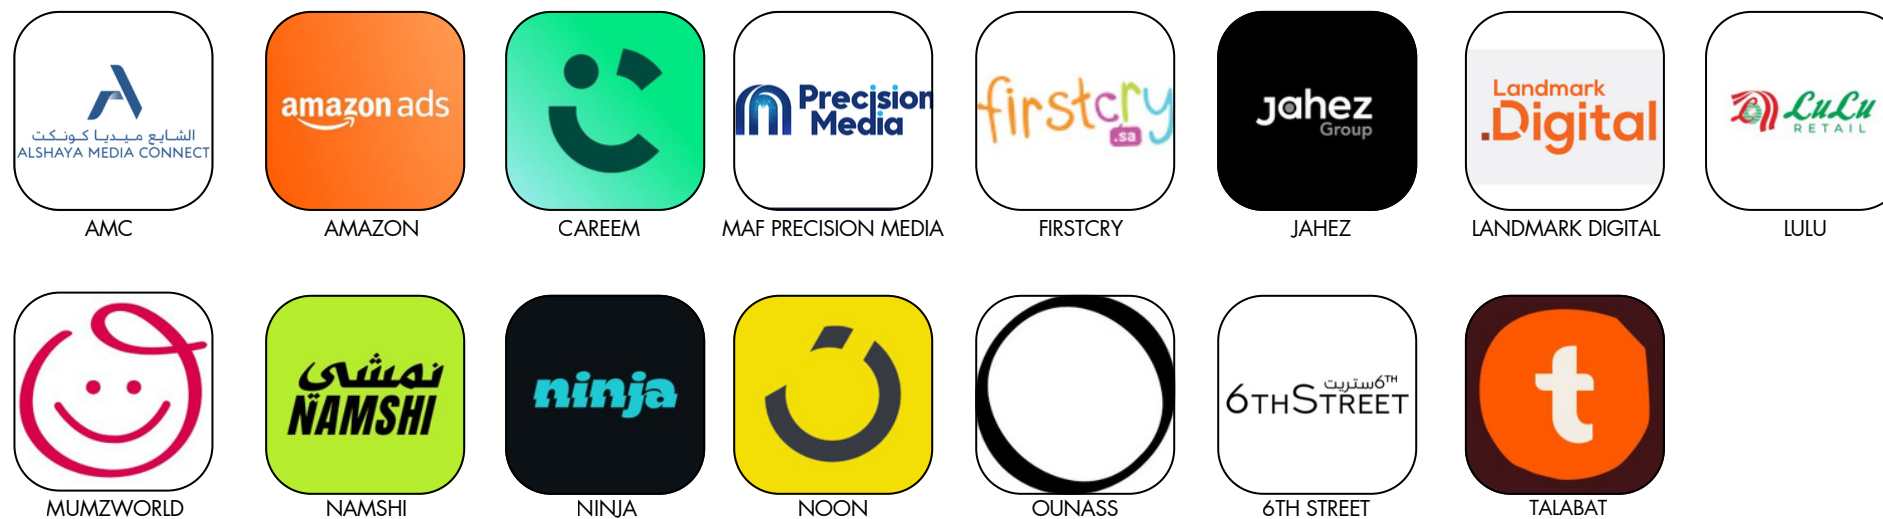 الشايع ميديا كونكت
ALSHAYA MEDIA CONNECT
AMC
amazon ads
AMAZON
CAREEM
Precision
Media
MAF PRECISION MEDIA
firstcry
.sa
FIRSTCRY
Jahez
Group
JAHEZ
Landmark
.Digital
LANDMARK DIGITAL
LuLu
RETAIL
LULU
MUMZWORLD
نمشي
NAMSHI
NAMSHI
ninja
NINJA
NOON
OUNASS
6TH ستريت
6THSTREET
6TH STREET
t
TALABAT